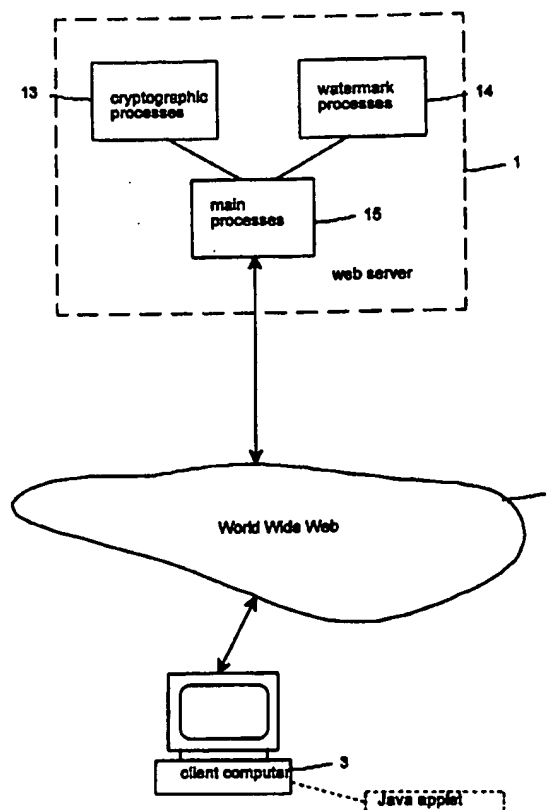 13
cryptographic
processes
watermark
processes
14
1
main
processes
15
web server
World Wide Web
client computer
3
Java applet